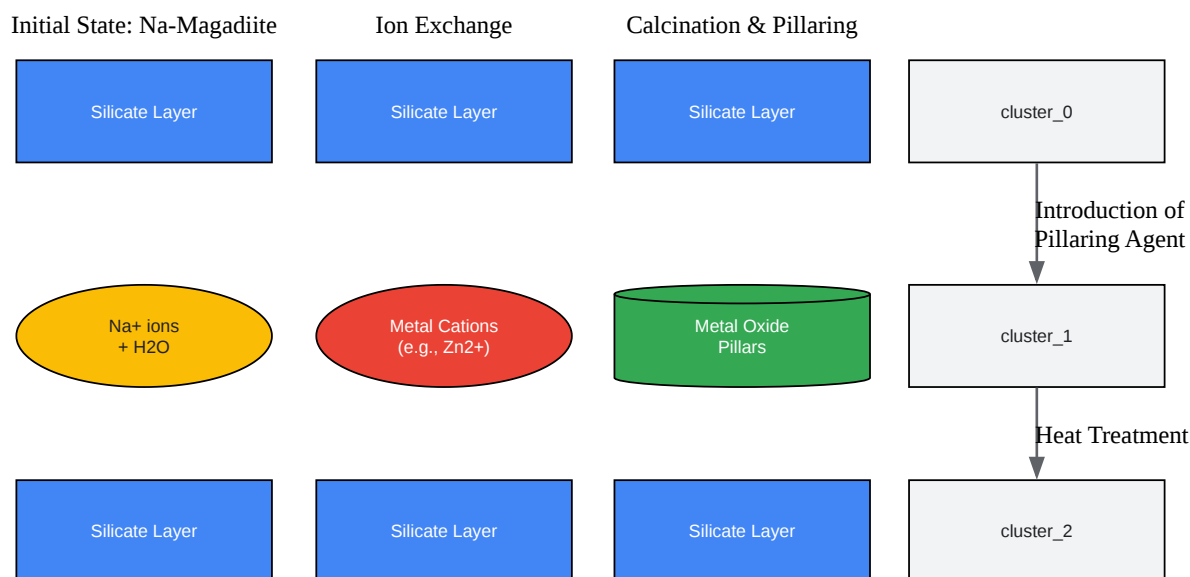 Initial State: Na-Magadiite
Ion Exchange
Calcination & Pillaring
Silicate Layer
Silicate Layer
Silicate Layer
cluster_0
Introduction of
Pillaring Agent
Na+ ions
+ H2O
Metal Cations
(e.g., Zn2+)
Metal Oxide
Pillars
cluster_1
Heat Treatment
Silicate Layer
Silicate Layer
Silicate Layer
cluster_2